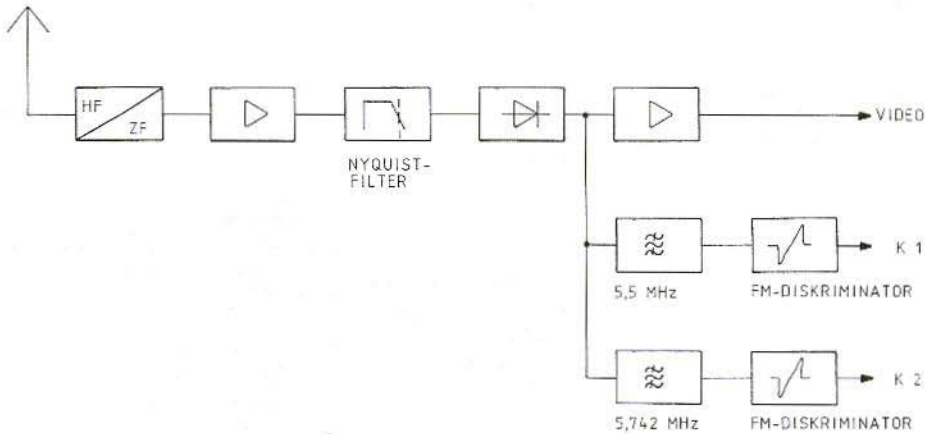 HF
ZF
NYQUIST-
FILTER
VIDEO
K 1
5,5 MHz
FM-DISKRIMINATOR
K 2
5,742 MHz
FM-DISKRIMINATOR